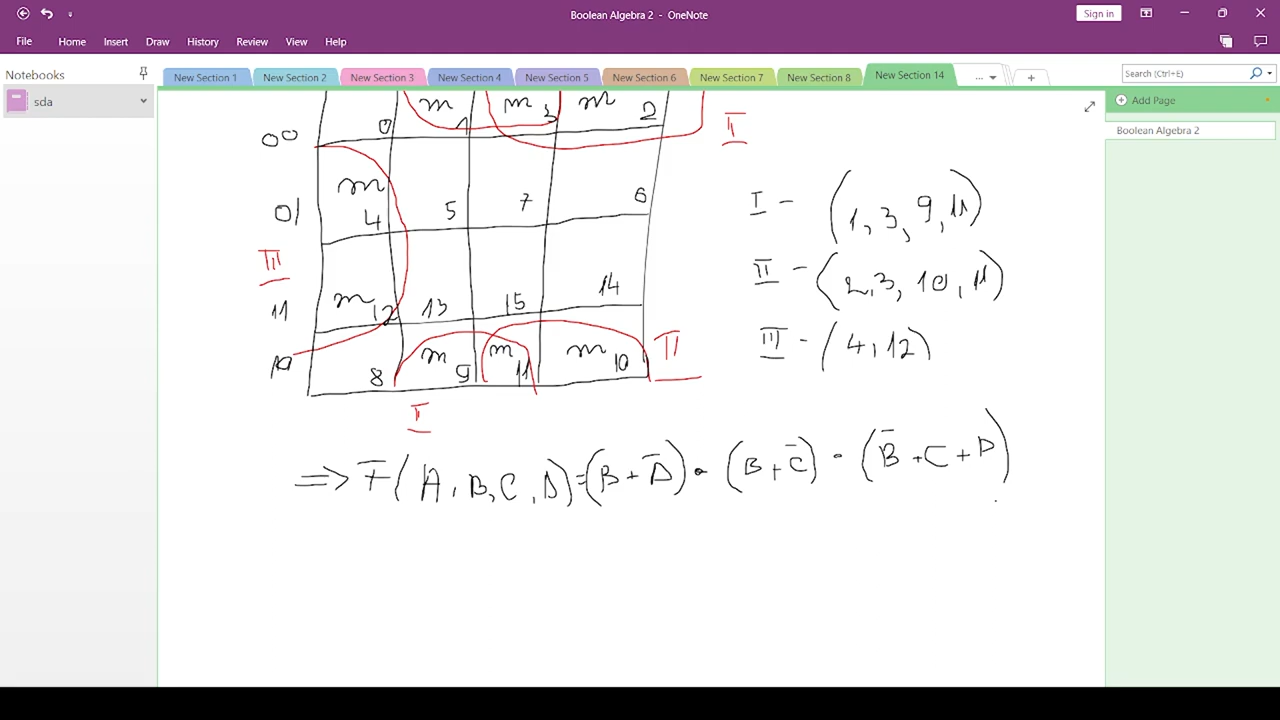 Boolean Algebra 2 - OneNote
Sign in
File Home Insert Draw History Review View Help
Notebooks
sda
New Section 1 New Section 2 New Section 3 New Section 4 New Section 5 New Section 6 New Section 7 New Section 8 New Section 14 ...
Search (Ctrl+E)
Add Page
Boolean Algebra 2
00 0 m 1 m 3 m 2
I
01 m 4 5 7 6
III
11 m 12 13 15 14
10 8 m 9 m 11 m 10
II
I
I - (1, 3, 9, 11)
II - (2, 3, 10, 11)
III - (4, 12)
=> F(A, B, C, D) = (B + D̅) • (B + C̅) • (B̅ + C + D)